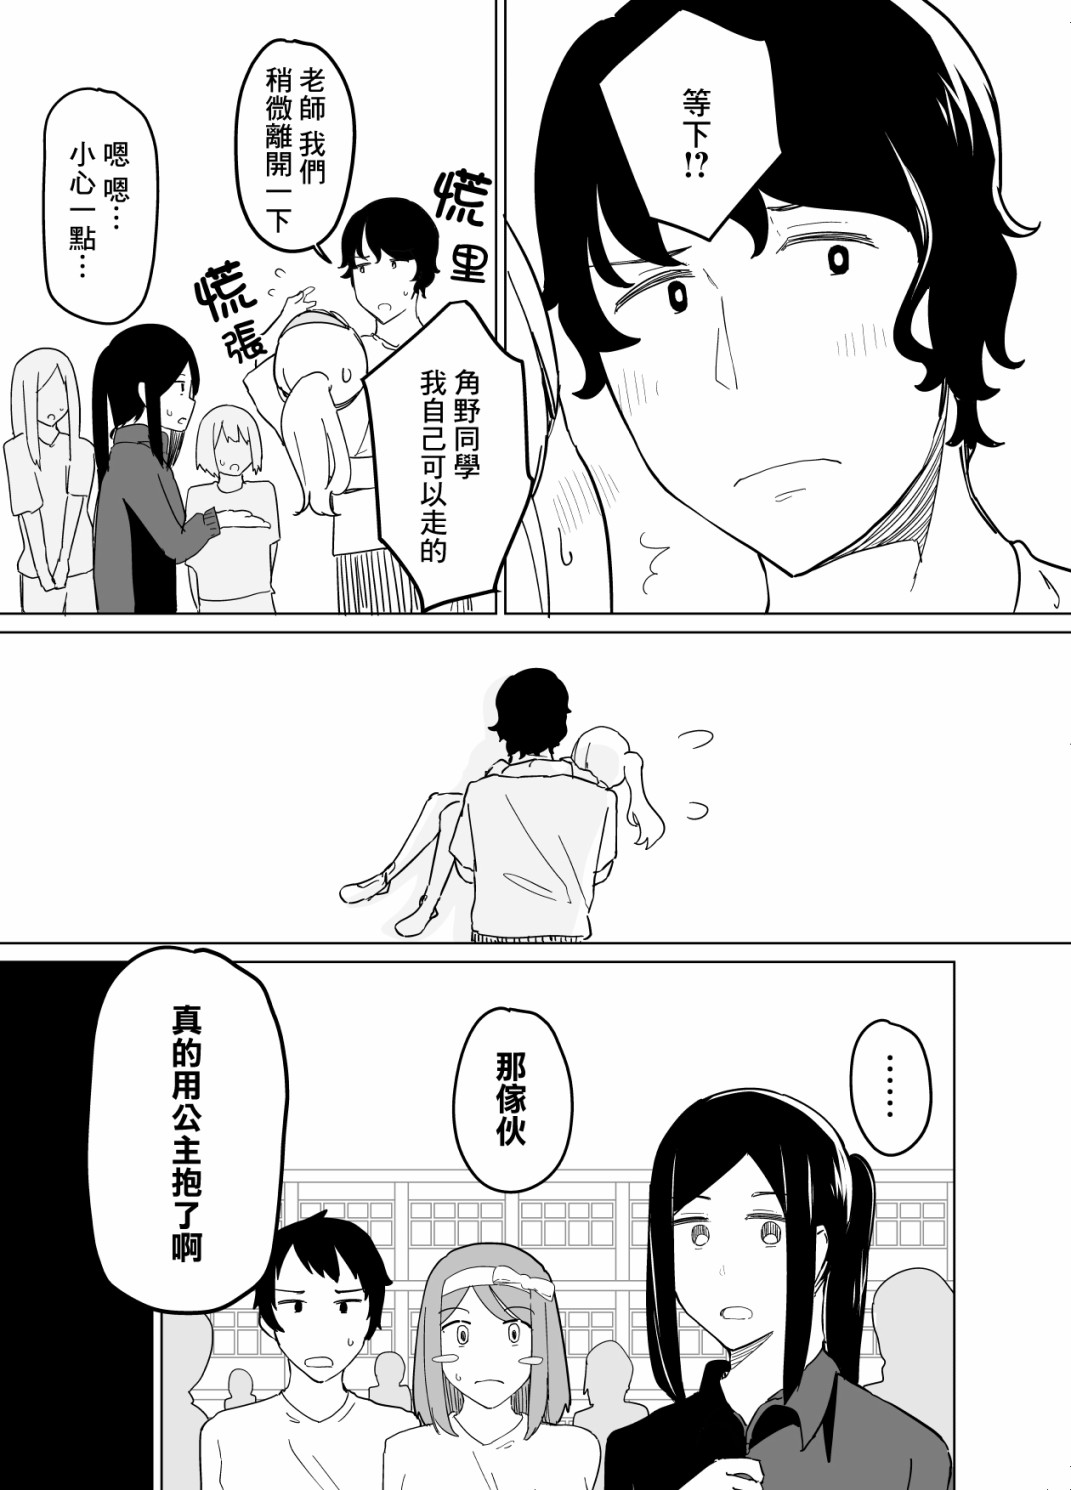 等下!?
老師 我們
稍微離開一下
嗯嗯…
小心一點…
慌里
慌張
角野同學
我自己可以走的
……
那傢伙
真的用公主抱了啊